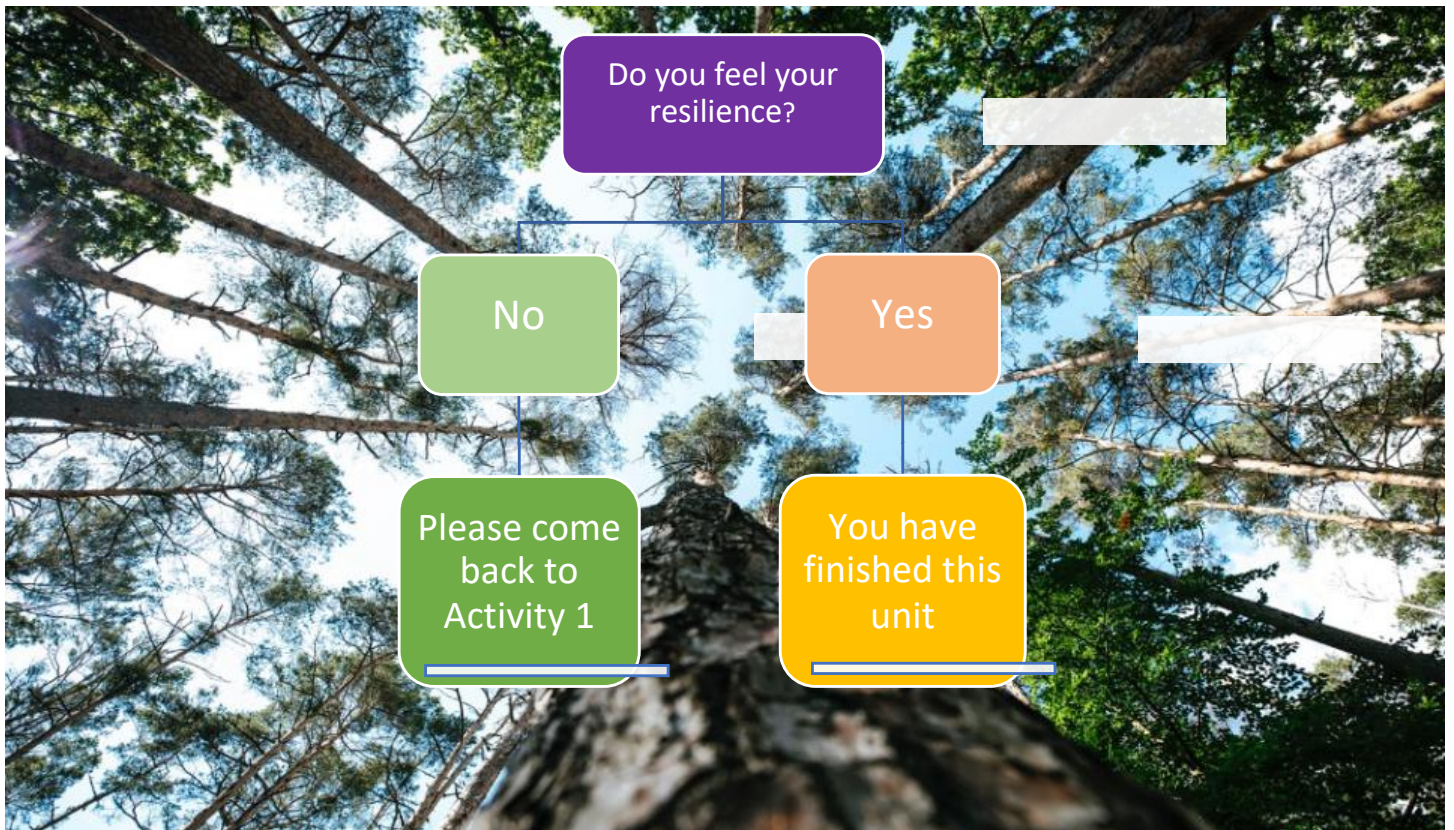 Do you feel your
resilience?
No
Yes
Please come
back to
Activity 1
You have
finished this
unit